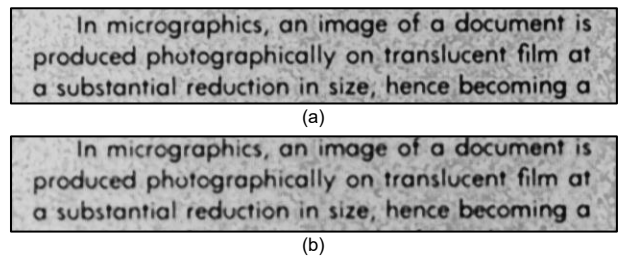 In micrographics, an image of a document is
produced photographically on translucent film at
a substantial reduction in size, hence becoming a
(a)
In micrographics, an image of a document is
produced photographically on translucent film at
a substantial reduction in size, hence becoming a
(b)